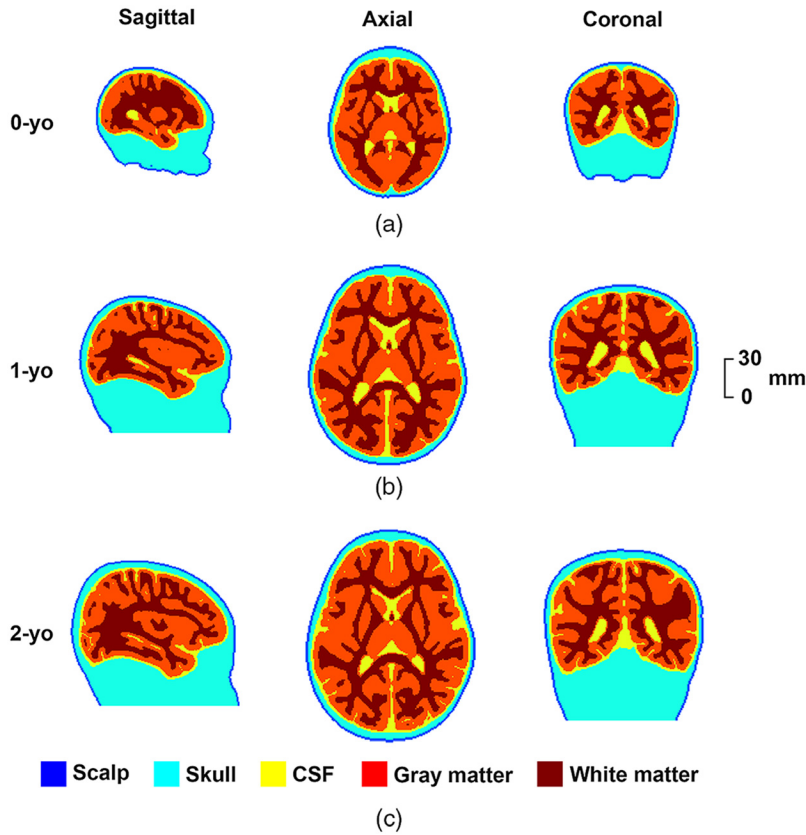 Sagittal Axial Coronal
0-yo
(a)
1-yo
30
mm
0
(b)
2-yo
Scalp Skull CSF Gray matter White matter
(c)